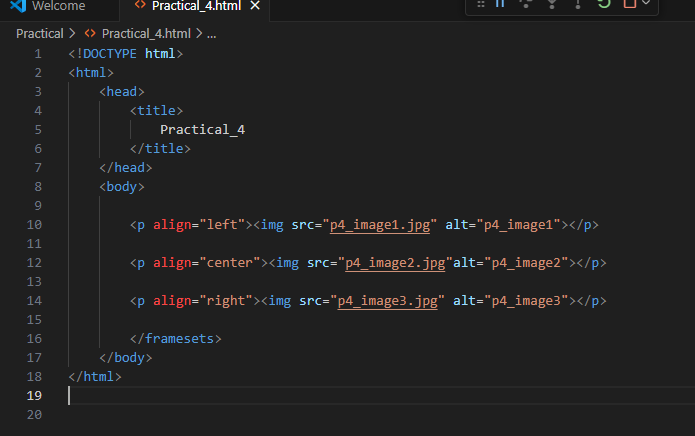 Welcome
Practical_4.html
Practical > Practical_4.html > ...
1 <!DOCTYPE html>
2 <html>
3 <head>
4 <title>
5 Practical_4
6 </title>
7 </head>
8 <body>
9
10 <p align="left"><img src="p4_image1.jpg" alt="p4_image1"></p>
11
12 <p align="center"><img src="p4_image2.jpg"alt="p4_image2"></p>
13
14 <p align="right"><img src="p4_image3.jpg" alt="p4_image3"></p>
15
16 </framesets>
17 </body>
18 </html>
19
20